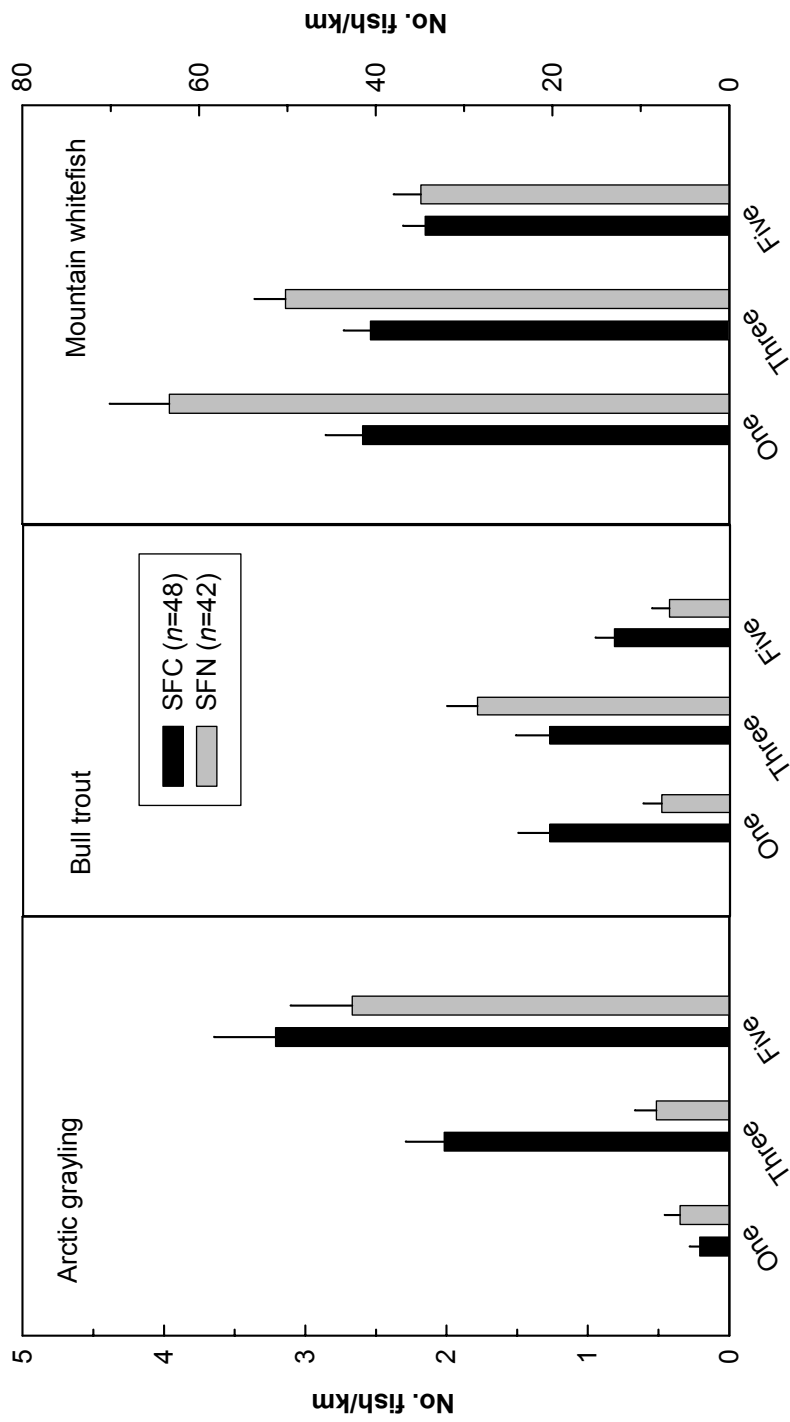 Arctic grayling
Bull trout
Mountain whitefish
SFC (n=48)
SFN (n=42)
No. fish/km
5
4
3
2
1
0
No. fish/km
80
60
40
20
0
One
Three
Five
One
Three
Five
One
Three
Five